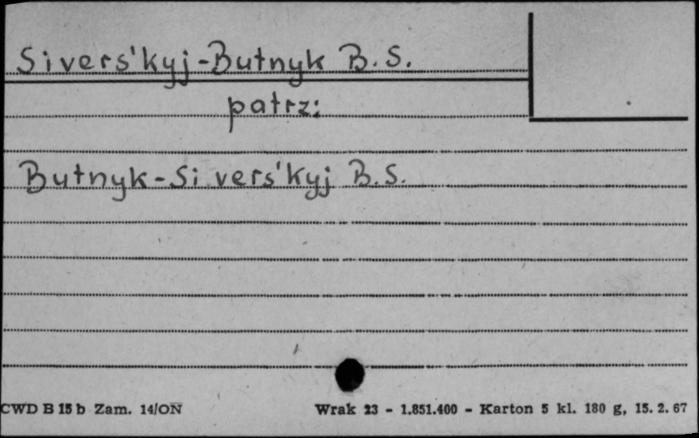 Sivers'kyj-Butnyk B.S.
patrz:
Butnyk-Sivers'kyj B.S.
CWD B 15 b Zam. 14/ON Wrak 23 - 1.851.400 - Karton 5 kl. 180 g, 15. 2. 67